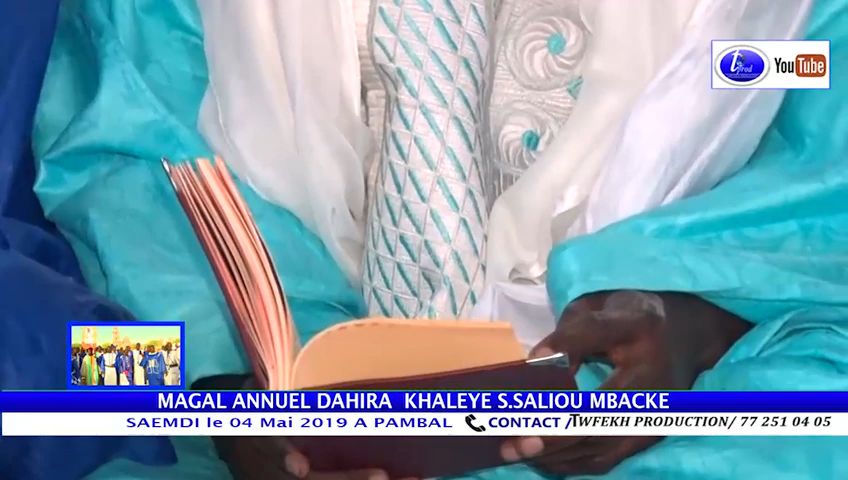 t prod YouTube
MAGAL ANNUEL DAHIRA KHALEYE S.SALIOU MBACKE
SAEMDI le 04 Mai 2019 A PAMBAL CONTACT /TWFEKH PRODUCTION/ 77 251 04 05